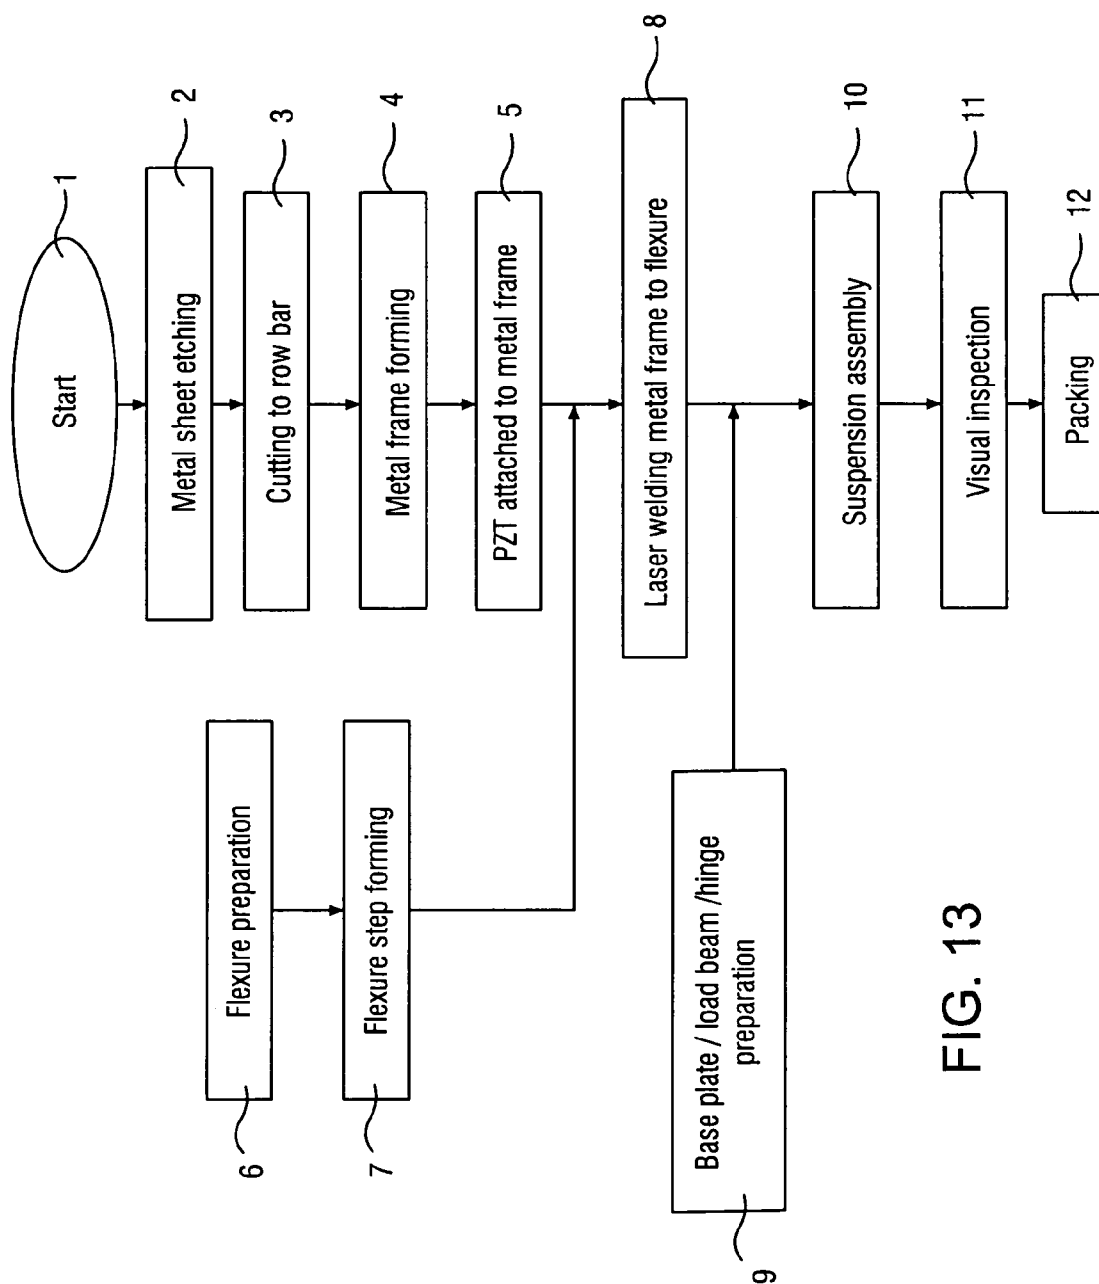 Start
1
Metal sheet etching
2
Cutting to row bar
3
Metal frame forming
4
PZT attached to metal frame
5
Flexure preparation
6
Flexure step forming
7
Laser welding metal frame to flexure
8
Base plate / load beam /hinge
preparation
9
Suspension assembly
10
Visual inspection
11
Packing
12
FIG. 13